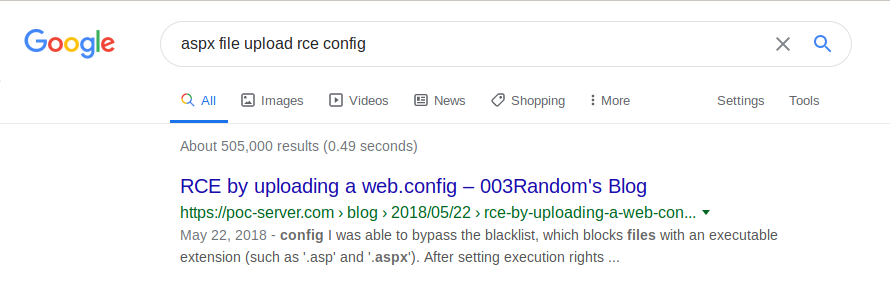 Google
aspx file upload rce config
All Images Videos News Shopping More Settings Tools
About 505,000 results (0.49 seconds)
RCE by uploading a web.config – 003Random's Blog
https://poc-server.com › blog › 2018/05/22 › rce-by-uploading-a-web-con...
May 22, 2018 - config I was able to bypass the blacklist, which blocks files with an executable
extension (such as '.asp' and '.aspx'). After setting execution rights ...